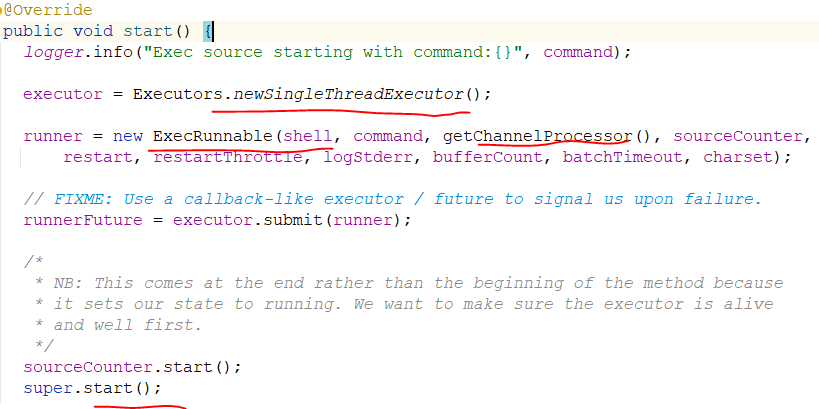 @Override
public void start() {
logger.info("Exec source starting with command:{}", command);
executor = Executors.newSingleThreadExecutor();
runner = new ExecRunnable(shell, command, getChannelProcessor(), sourceCounter,
restart, restartThrottle, logStderr, bufferCount, batchTimeout, charset);
// FIXME: Use a callback-like executor / future to signal us upon failure.
runnerFuture = executor.submit(runner);
/*
* NB: This comes at the end rather than the beginning of the method because
* it sets our state to running. We want to make sure the executor is alive
* and well first.
*/
sourceCounter.start();
super.start();